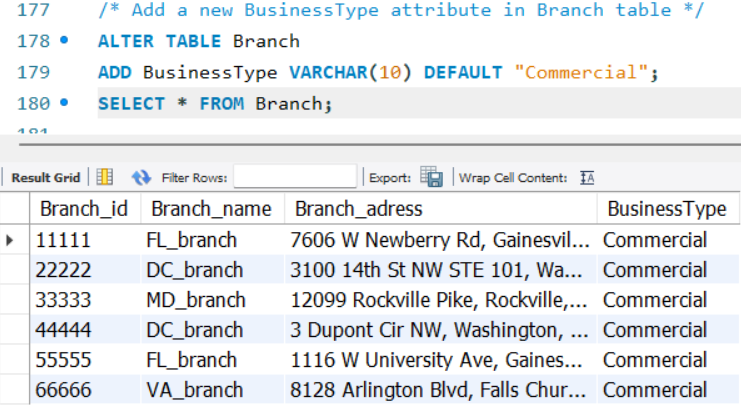 177 /* Add a new BusinessType attribute in Branch table */
178 ALTER TABLE Branch
179 ADD BusinessType VARCHAR(10) DEFAULT "Commercial";
180 SELECT * FROM Branch;
181
Result Grid Filter Rows: Export: Wrap Cell Content: IA
Branch_id Branch_name Branch_adress BusinessType
11111 FL_branch 7606 W Newberry Rd, Gainesvil... Commercial
22222 DC_branch 3100 14th St NW STE 101, Wa... Commercial
33333 MD_branch 12099 Rockville Pike, Rockville,... Commercial
44444 DC_branch 3 Dupont Cir NW, Washington, ... Commercial
55555 FL_branch 1116 W University Ave, Gaines... Commercial
66666 VA_branch 8128 Arlington Blvd, Falls Chur... Commercial